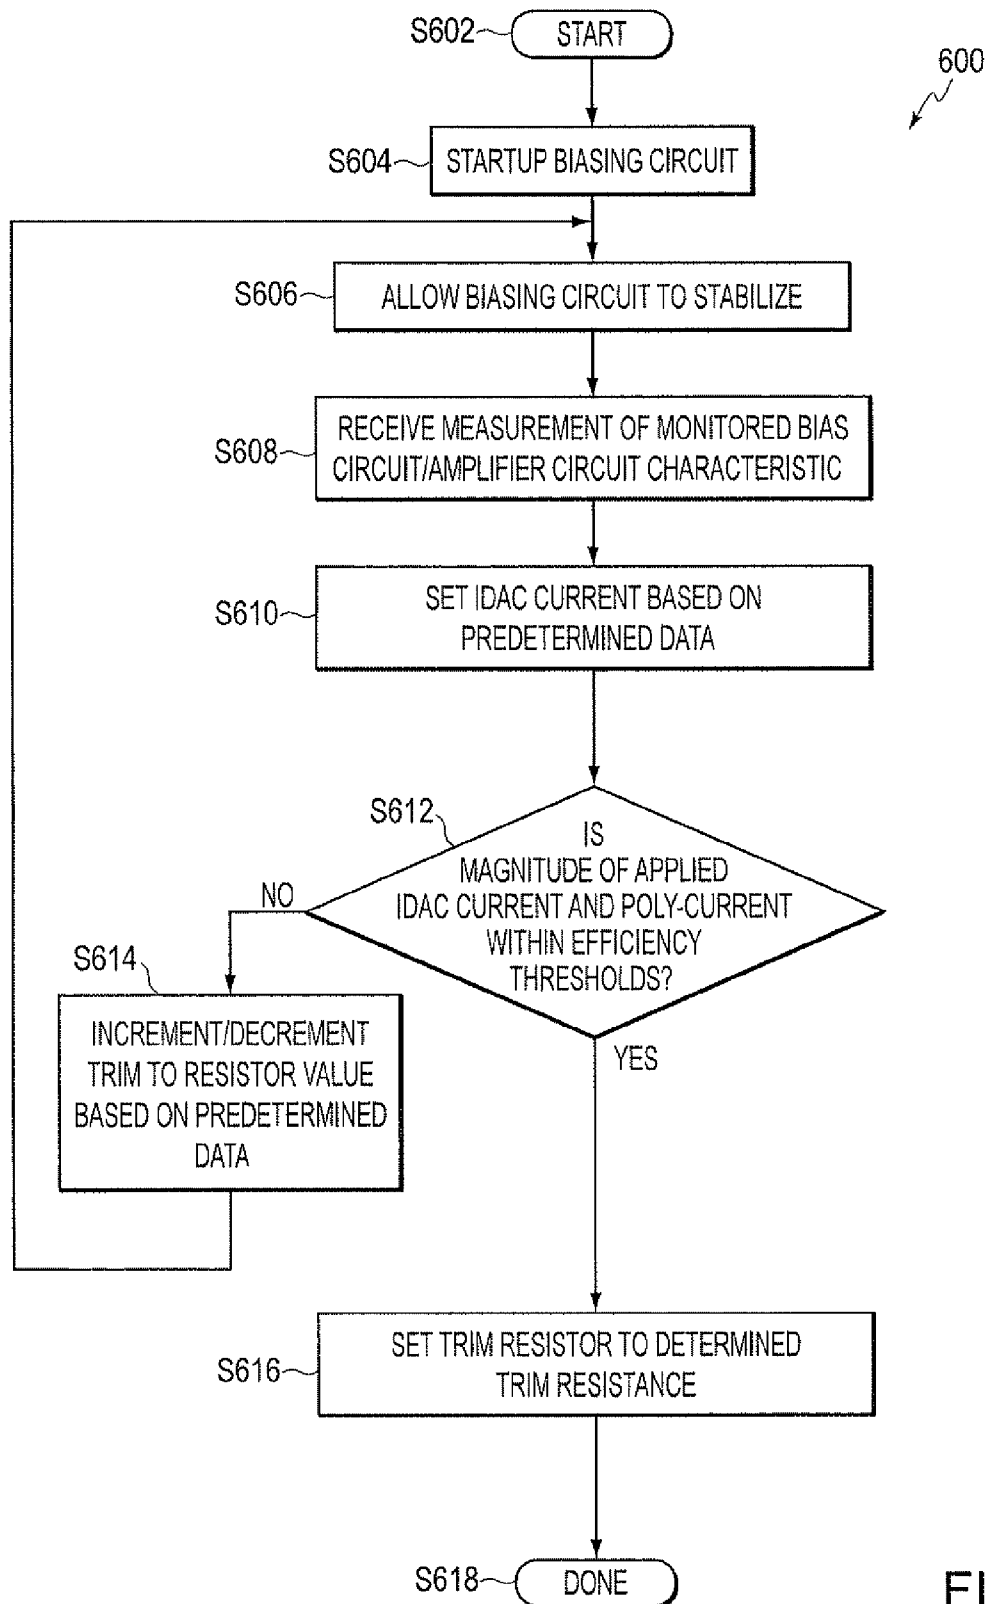 S602
START
600
S604
STARTUP BIASING CIRCUIT
S606
ALLOW BIASING CIRCUIT TO STABILIZE
S608
RECEIVE MEASUREMENT OF MONITORED BIAS
CIRCUIT/AMPLIFIER CIRCUIT CHARACTERISTIC
S610
SET IDAC CURRENT BASED ON
PREDETERMINED DATA
S612
IS
MAGNITUDE OF APPLIED
IDAC CURRENT AND POLY-CURRENT
WITHIN EFFICIENCY
THRESHOLDS?
NO
S614
INCREMENT/DECREMENT
TRIM TO RESISTOR VALUE
BASED ON PREDETERMINED
DATA
YES
S616
SET TRIM RESISTOR TO DETERMINED
TRIM RESISTANCE
S618
DONE